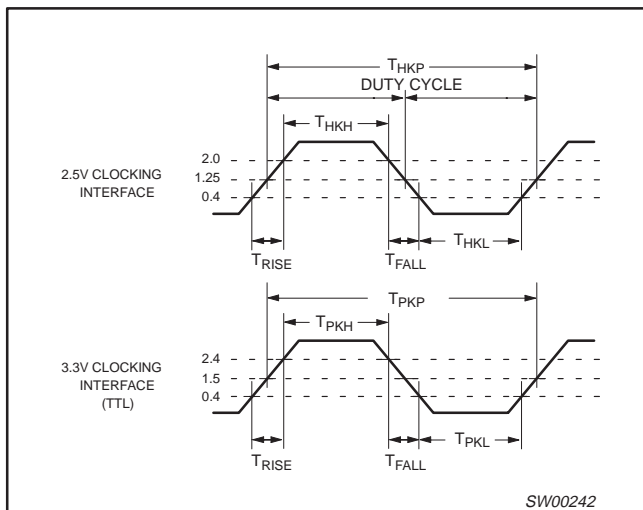 THKP
DUTY CYCLE
THKH
2.0
1.25
0.4
2.5V CLOCKING
INTERFACE
TRISE
TFALL
THKL
TPKP
TPKH
2.4
1.5
0.4
3.3V CLOCKING
INTERFACE
(TTL)
TRISE
TFALL
TPKL
SW00242